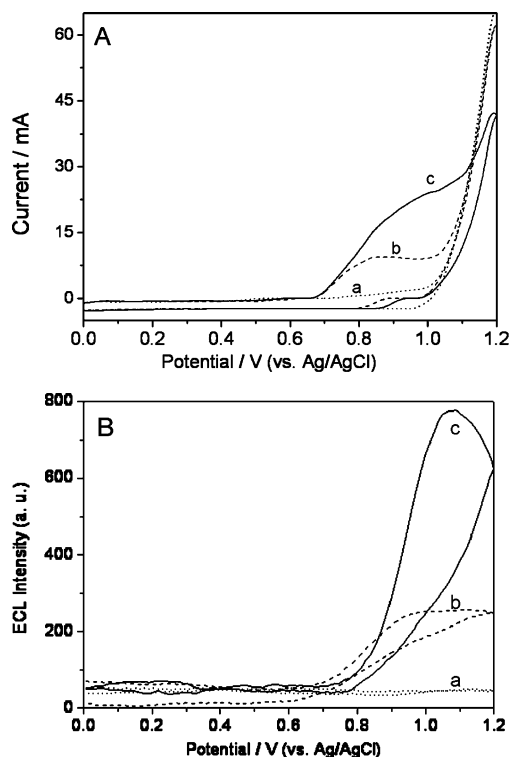 A
60
45
30
15
0
Current / mA
c
b
a
0.0 0.2 0.4 0.6 0.8 1.0 1.2
Potential / V (vs. Ag/AgCl)
B
800
600
400
200
0
ECL Intensity (a. u.)
c
b
a
0.0 0.2 0.4 0.6 0.8 1.0 1.2
Potential / V (vs. Ag/AgCl)